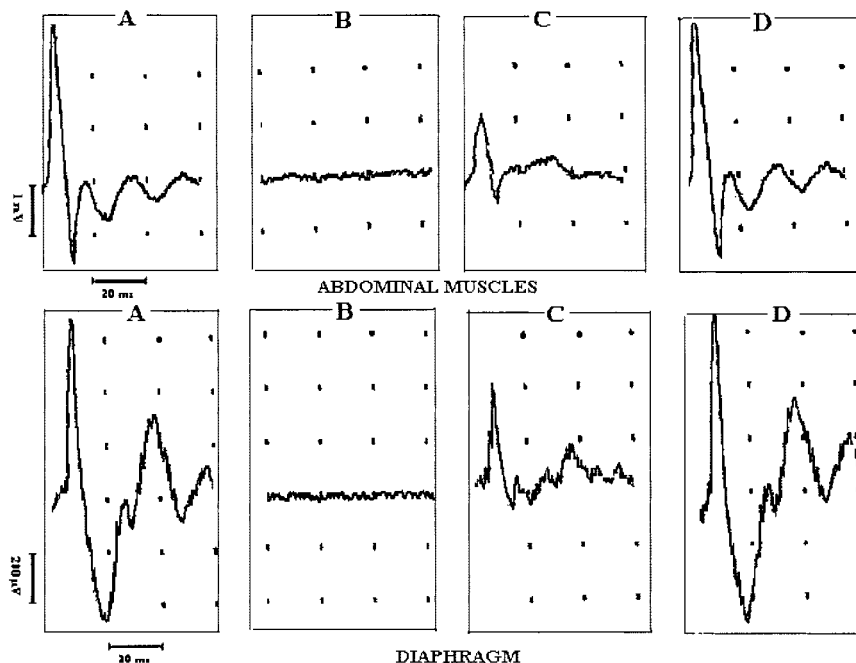 A B C D
1 mV
20 ms
ABDOMINAL MUSCLES
A B C D
200µV
20 ms
DIAPHRAGM